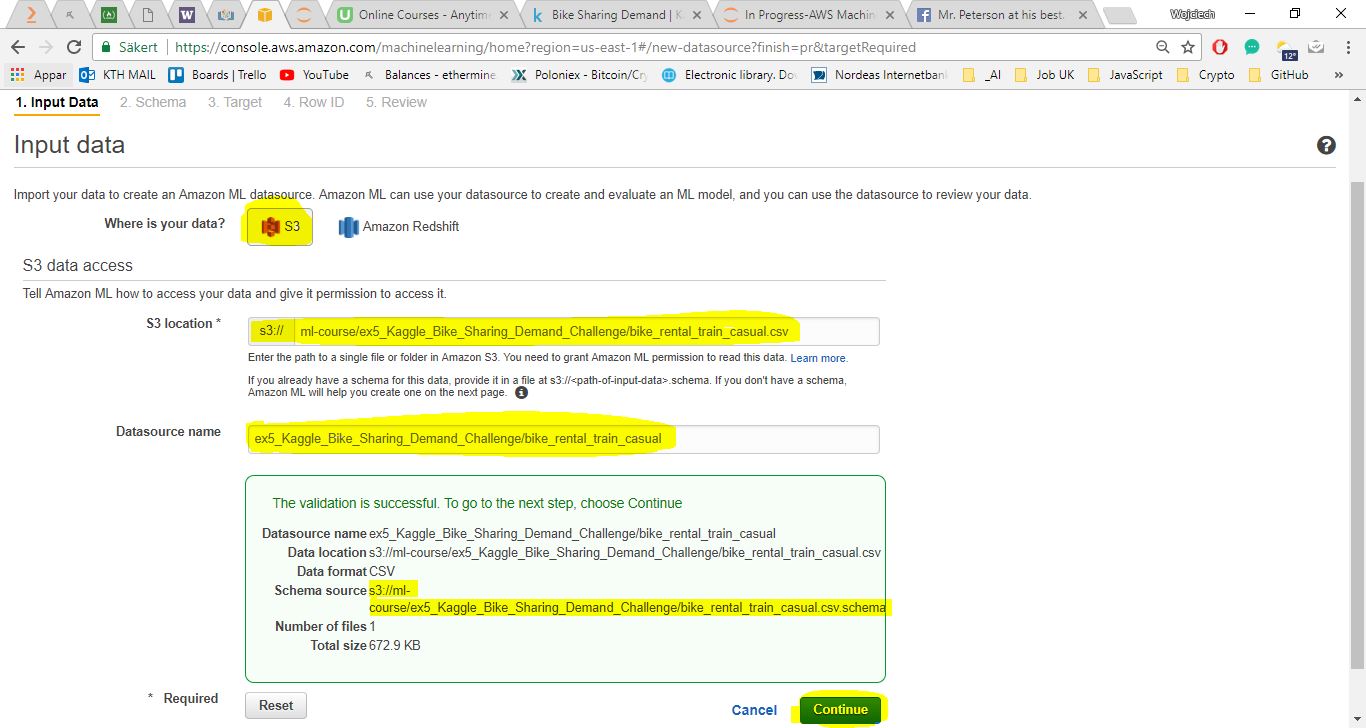 Online Courses - Anytime
Bike Sharing Demand | K
In Progress-AWS Machin
Mr. Peterson at his best.
Wojciech
Säkert
https://console.aws.amazon.com/machinelearning/home?region=us-east-1#/new-datasource?finish=pr&targetRequired
12°
Appar
KTH MAIL
Boards | Trello
YouTube
Balances - ethermine
Poloniex - Bitcoin/Cry
Electronic library. Do
Nordeas Internetbank
_AI
Job UK
JavaScript
Crypto
GitHub
»
1. Input Data 2. Schema 3. Target 4. Row ID 5. Review
Input data
Import your data to create an Amazon ML datasource. Amazon ML can use your datasource to create and evaluate an ML model, and you can use the datasource to review your data.
Where is your data? S3 Amazon Redshift
S3 data access
Tell Amazon ML how to access your data and give it permission to access it.
S3 location * s3:// ml-course/ex5_Kaggle_Bike_Sharing_Demand_Challenge/bike_rental_train_casual.csv
Enter the path to a single file or folder in Amazon S3. You need to grant Amazon ML permission to read this data. Learn more.
If you already have a schema for this data, provide it in a file at s3://<path-of-input-data>.schema. If you don't have a schema,
Amazon ML will help you create one on the next page.
Datasource name ex5_Kaggle_Bike_Sharing_Demand_Challenge/bike_rental_train_casual
The validation is successful. To go to the next step, choose Continue
Datasource name ex5_Kaggle_Bike_Sharing_Demand_Challenge/bike_rental_train_casual
Data location s3://ml-course/ex5_Kaggle_Bike_Sharing_Demand_Challenge/bike_rental_train_casual.csv
Data format CSV
Schema source s3://ml-
course/ex5_Kaggle_Bike_Sharing_Demand_Challenge/bike_rental_train_casual.csv.schema
Number of files 1
Total size 672.9 KB
* Required Reset Cancel Continue